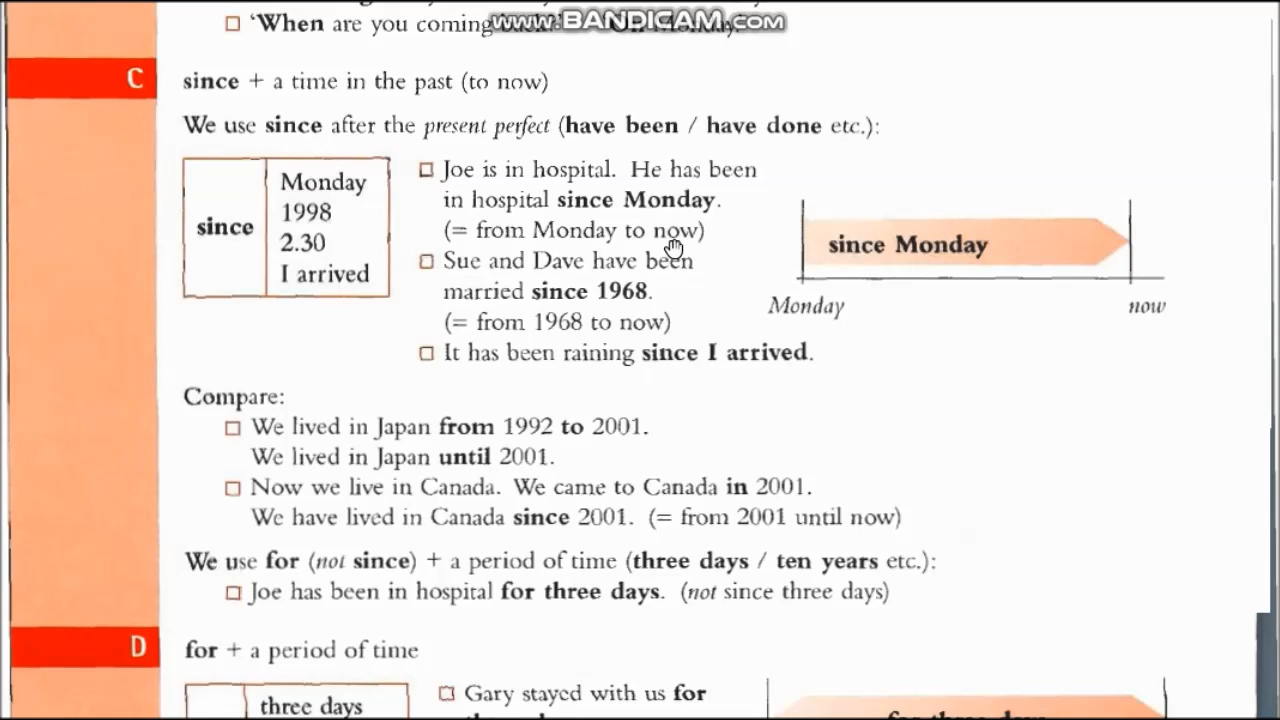 www.BANDICAM.com
'When are you coming
C
since + a time in the past (to now)
We use since after the present perfect (have been / have done etc.):
since
Monday
1998
2.30
I arrived
Joe is in hospital. He has been
in hospital since Monday.
(= from Monday to now)
Sue and Dave have been
married since 1968.
(= from 1968 to now)
It has been raining since I arrived.
since Monday
Monday
now
Compare:
We lived in Japan from 1992 to 2001.
We lived in Japan until 2001.
Now we live in Canada. We came to Canada in 2001.
We have lived in Canada since 2001. (= from 2001 until now)
We use for (not since) + a period of time (three days / ten years etc.):
Joe has been in hospital for three days. (not since three days)
D
for + a period of time
three days
Gary stayed with us for